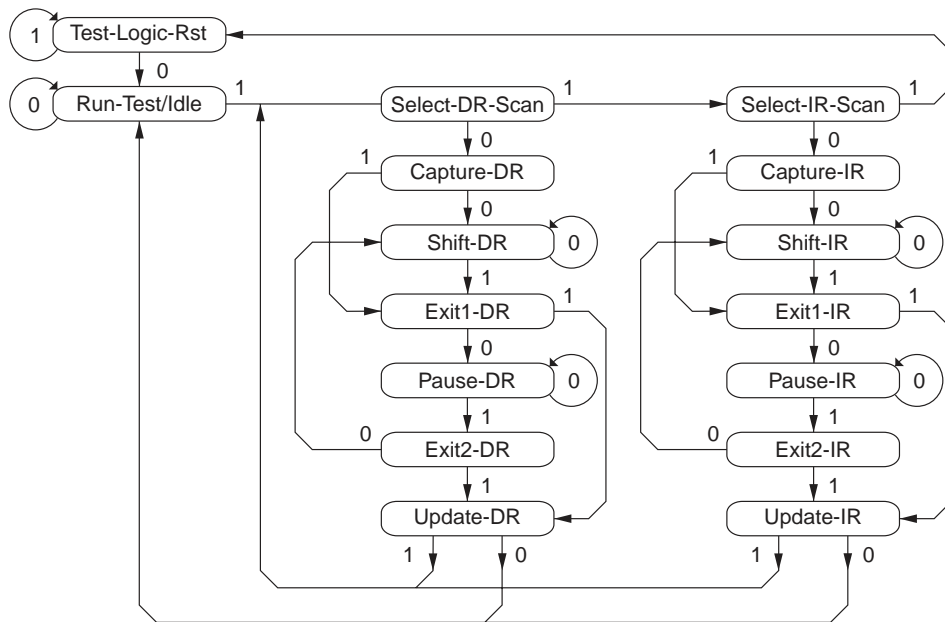 1 Test-Logic-Rst
0
0 Run-Test/Idle 1 Select-DR-Scan 1 Select-IR-Scan 1
0 0
1 Capture-DR 1 Capture-IR
0 0
Shift-DR 0 Shift-IR 0
1 1
Exit1-DR 1 Exit1-IR 1
0 0
Pause-DR 0 Pause-IR 0
1 1
0 Exit2-DR 0 Exit2-IR
1 1
Update-DR Update-IR
1 0 1 0